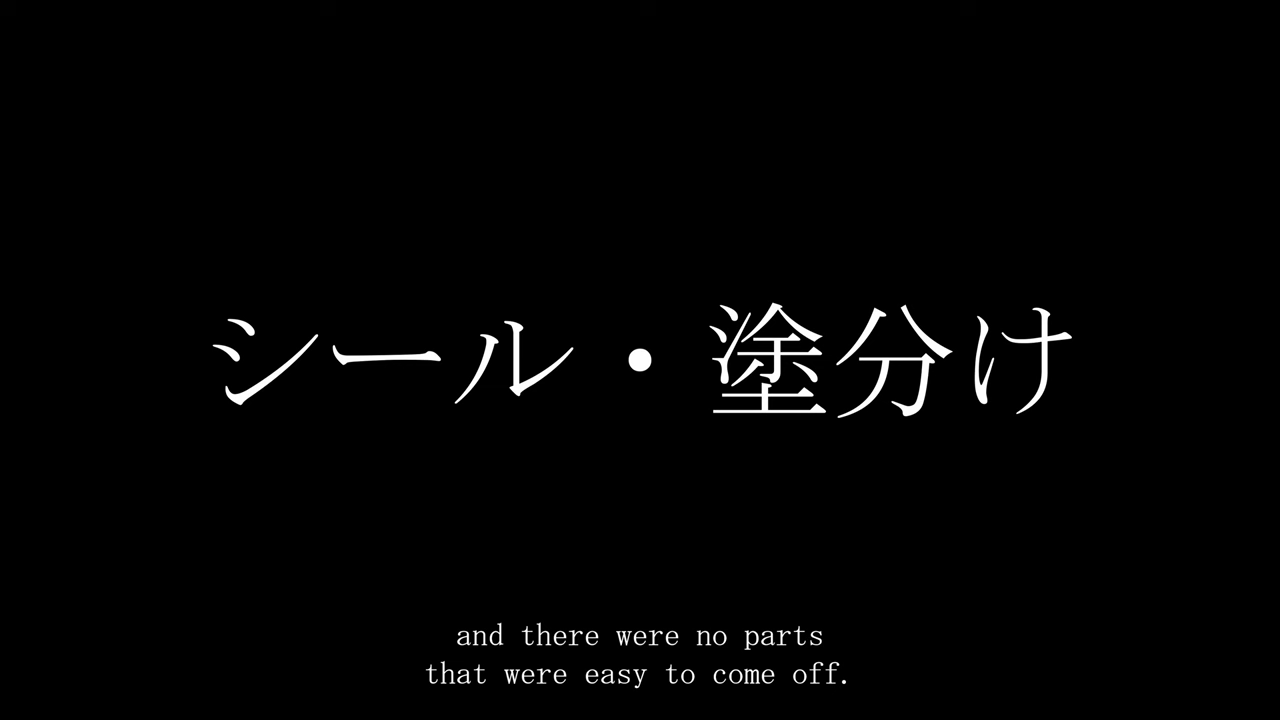 シール・塗分け
and there were no parts
that were easy to come off.